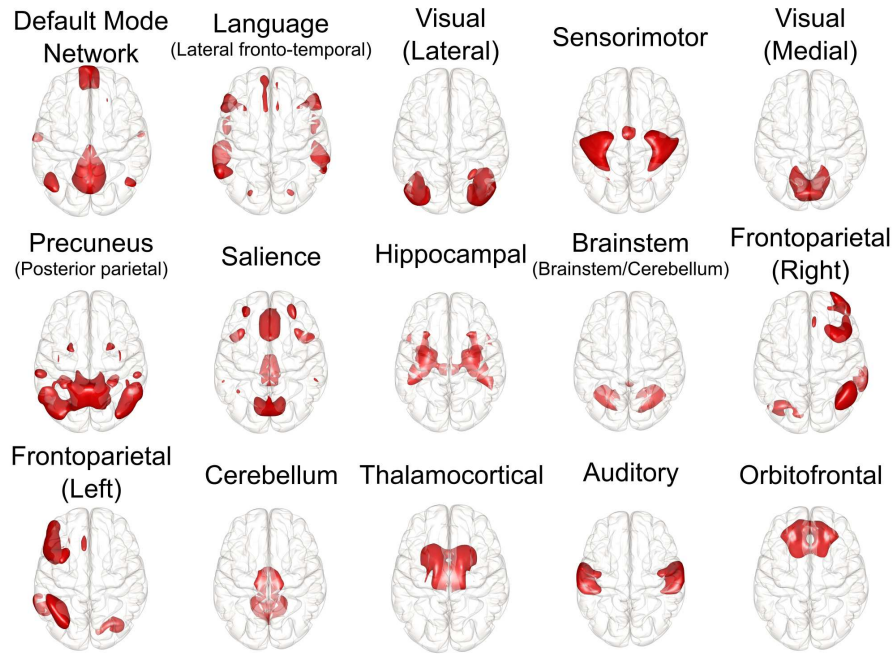 Default Mode
Network
Language
(Lateral fronto-temporal)
Visual
(Lateral)
Sensorimotor
Visual
(Medial)
Precuneus
(Posterior parietal)
Salience
Hippocampal
Brainstem
(Brainstem/Cerebellum)
Frontoparietal
(Right)
Frontoparietal
(Left)
Cerebellum
Thalamocortical
Auditory
Orbitofrontal